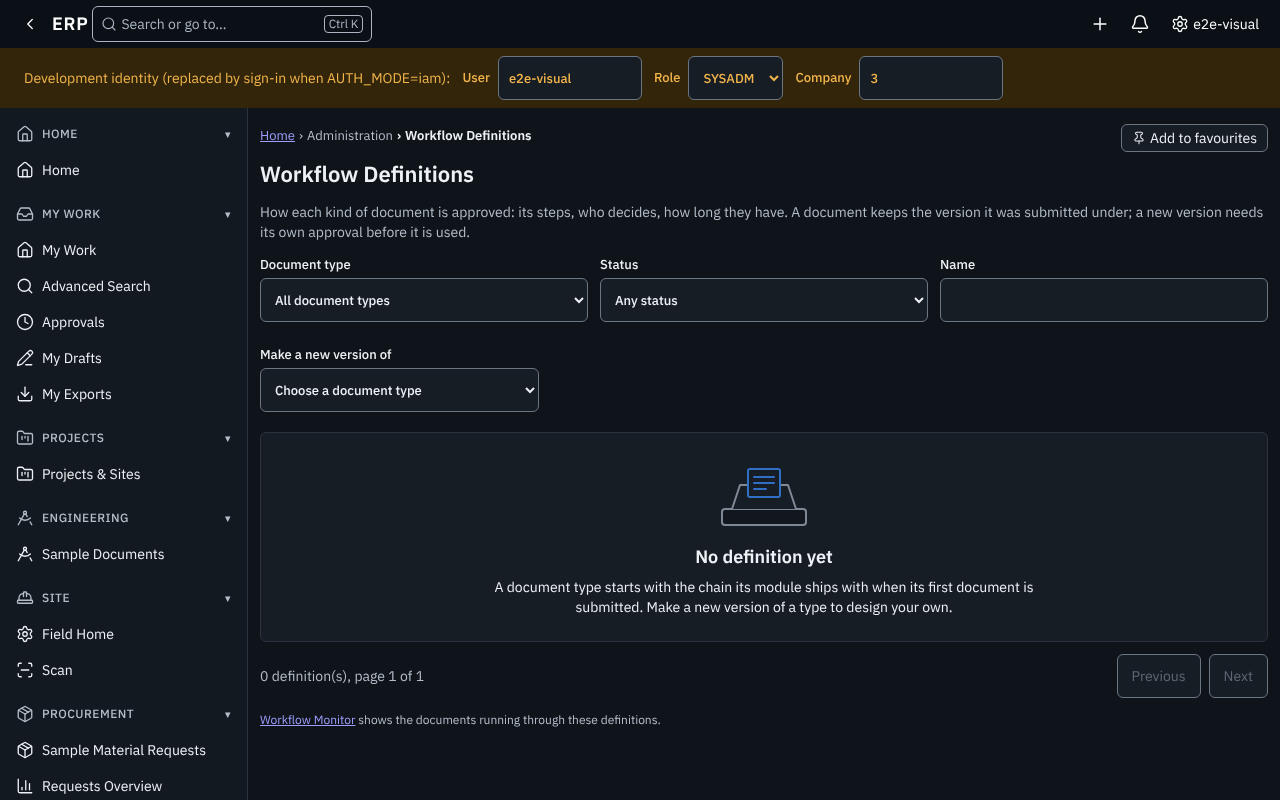 ERP
Search or go to...
Ctrl K
e2e-visual
Development identity (replaced by sign-in when AUTH_MODE=iam):
User
e2e-visual
Role
SYSADM
Company
3
HOME
Home
MY WORK
My Work
Advanced Search
Approvals
My Drafts
My Exports
PROJECTS
Projects & Sites
ENGINEERING
Sample Documents
SITE
Field Home
Scan
PROCUREMENT
Sample Material Requests
Requests Overview
Home › Administration › Workflow Definitions
Add to favourites
Workflow Definitions
How each kind of document is approved: its steps, who decides, how long they have. A document keeps the version it was submitted under; a new version needs
its own approval before it is used.
Document type
All document types
Status
Any status
Name
Make a new version of
Choose a document type
No definition yet
A document type starts with the chain its module ships with when its first document is
submitted. Make a new version of a type to design your own.
0 definition(s), page 1 of 1
Previous
Next
Workflow Monitor shows the documents running through these definitions.